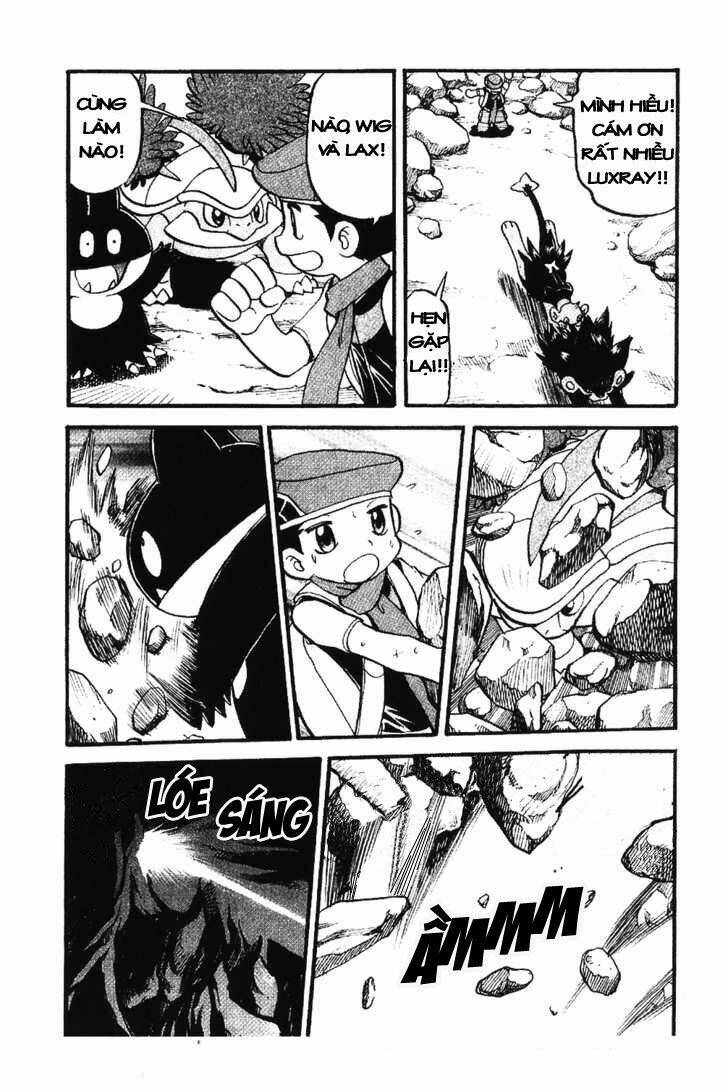 CÙNG
LÀM
NÀO!
NÀO, WIG
VÀ LAX!
MÌNH HIỂU!
CÁM ƠN
RẤT NHIỀU
LUXRAY!!
HẸN
GẶP
LẠI!!
LÓE
SÁNG
ẦMMM